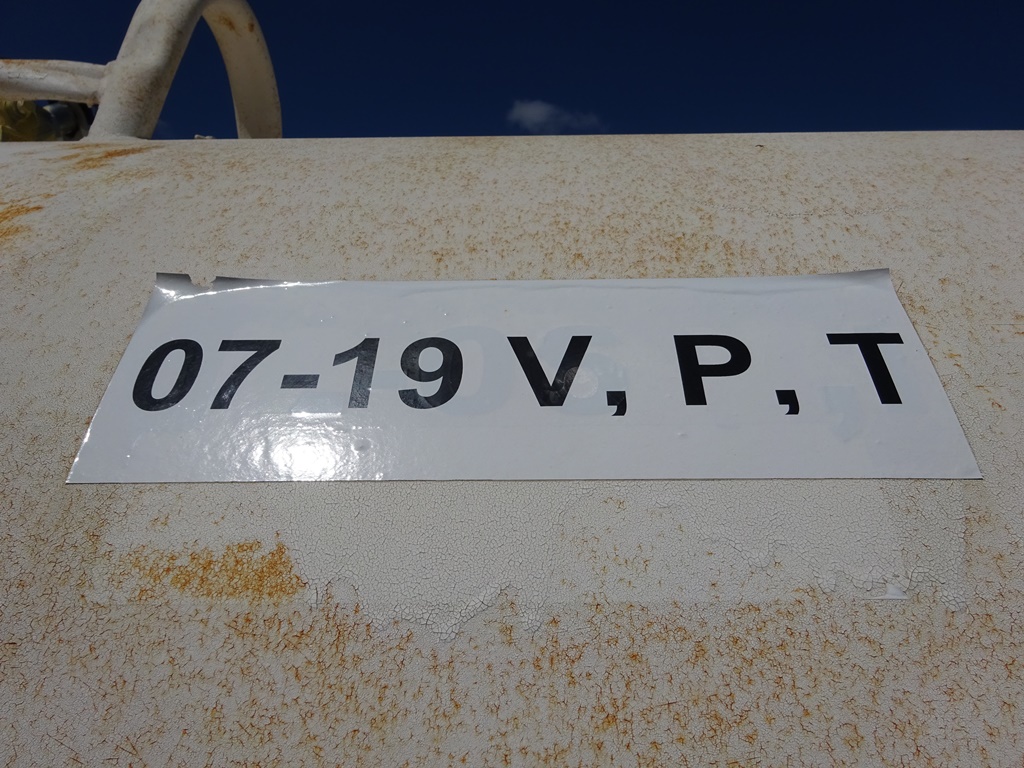 07-19 V, P, T